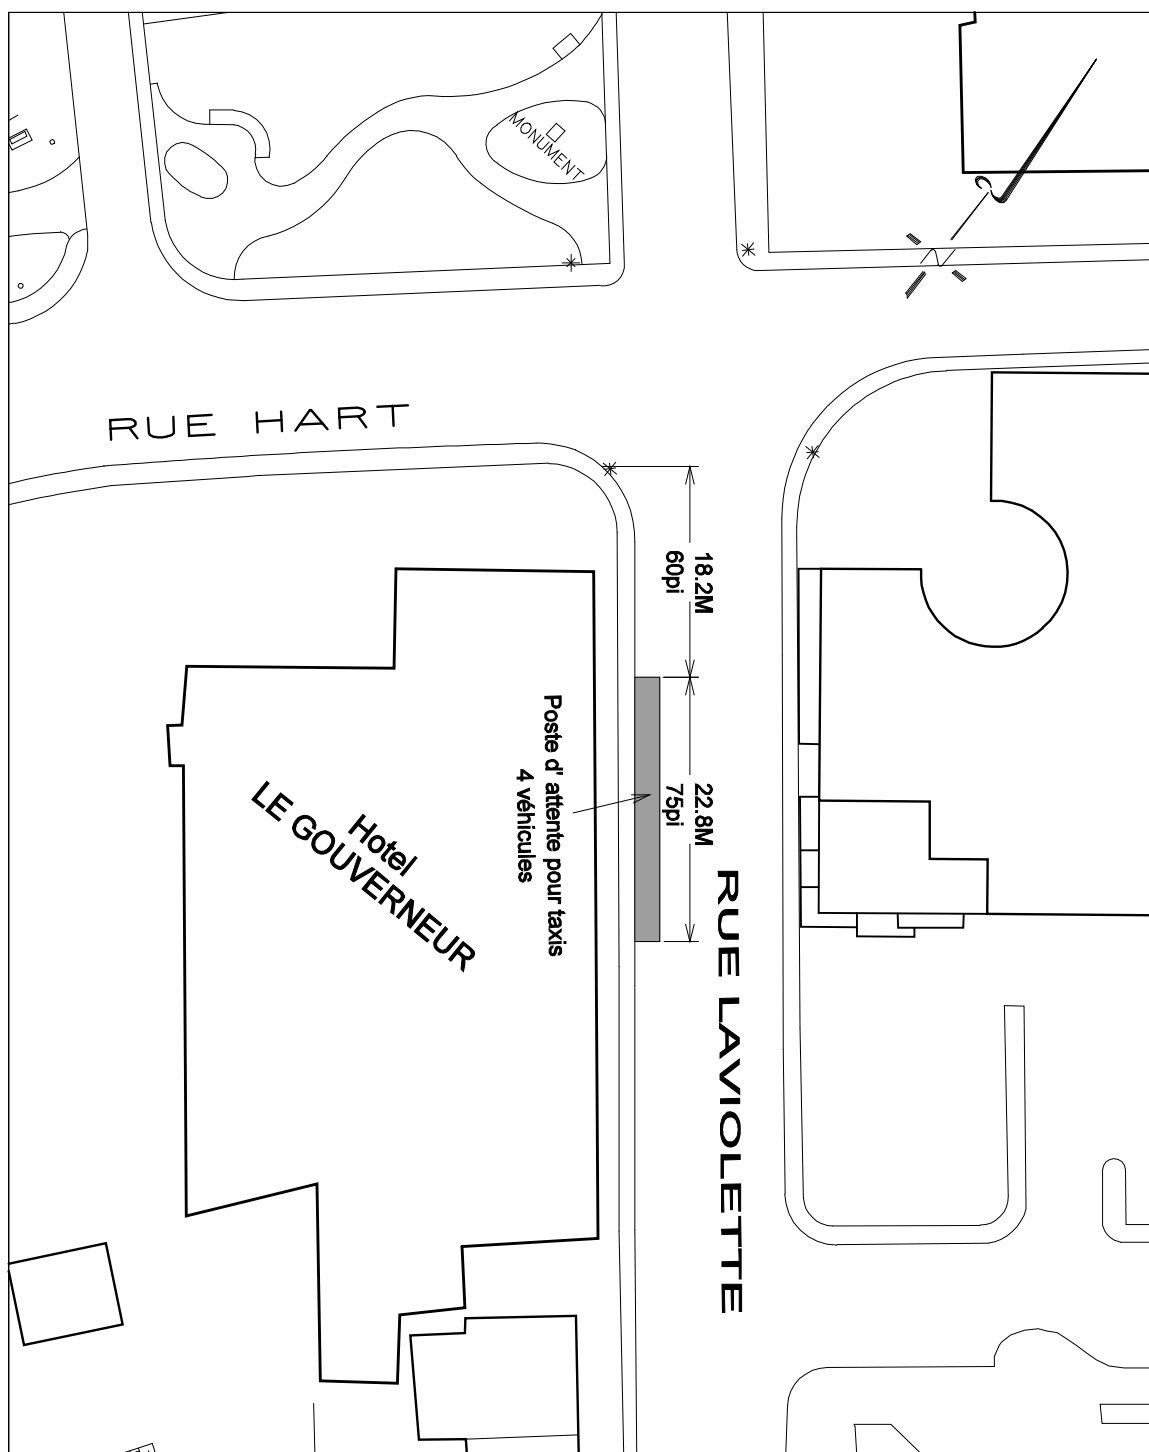 MONUMENT
RUE HART
18.2M
60pi
22.8M
75pi
Poste d' attente pour taxis
4 véhicules
Hotel
LE GOUVERNEUR
RUE LAVIOLETTE